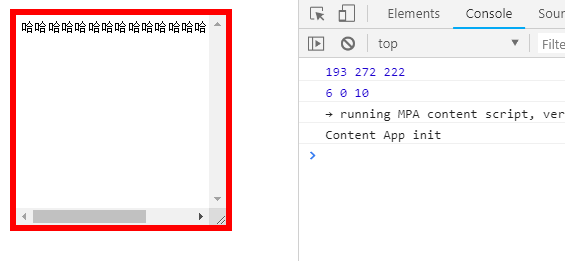 哈哈哈哈哈哈哈哈哈哈哈哈哈哈
Elements Console Sour
top Filte
193 272 222
6 0 10
→ running MPA content script, ver
Content App init